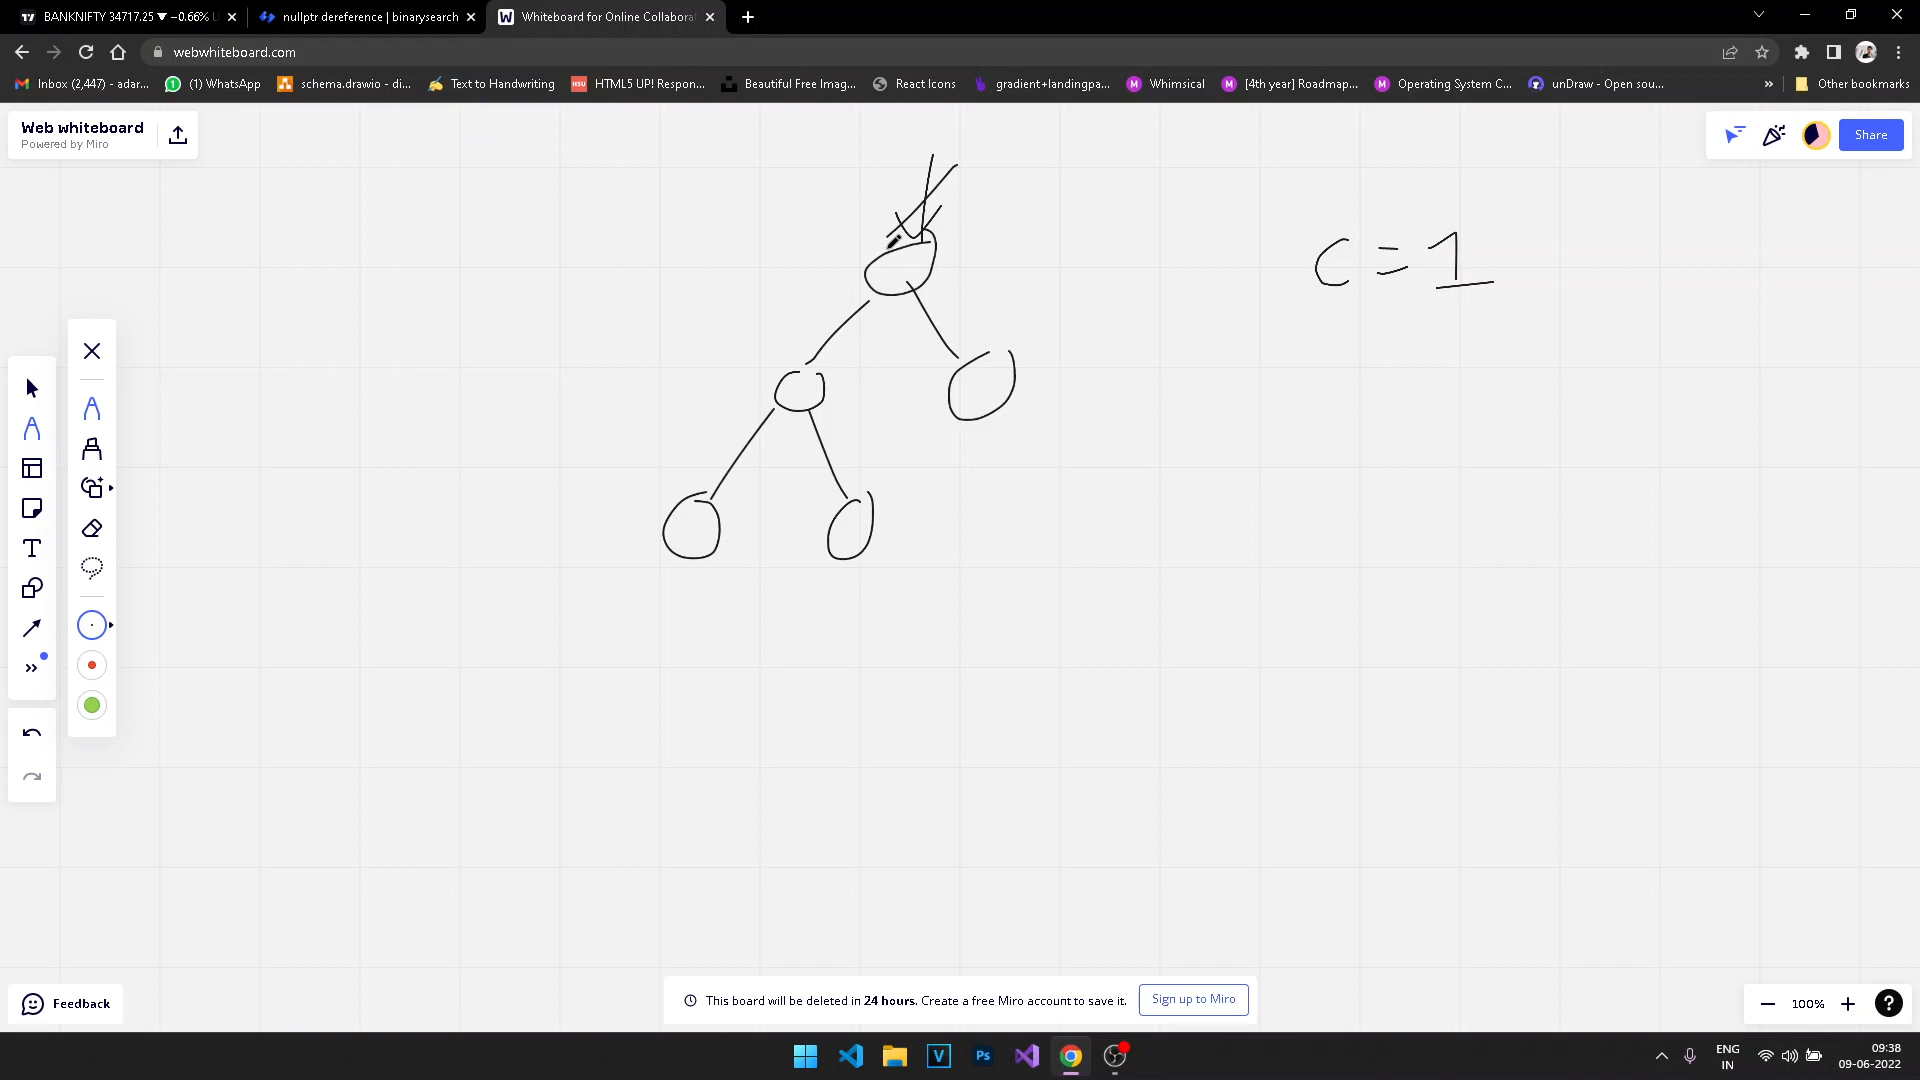 BANKNIFTY 34717.25 ▼ −0.66% U
nullptr dereference | binarysearch
Whiteboard for Online Collabora
webwhiteboard.com
Inbox (2,447) - adar...
(1) WhatsApp
schema.drawio - di...
Text to Handwriting
HTML5 UP! Respon...
Beautiful Free Imag...
React Icons
gradient+landingpa...
Whimsical
[4th year] Roadmap...
Operating System C...
unDraw - Open sou...
»
Other bookmarks
Web whiteboard
Powered by Miro
Share
C = 1
T
Feedback
This board will be deleted in 24 hours. Create a free Miro account to save it.
Sign up to Miro
100%
?
V
Ps
ENG
IN
09:38
09-06-2022